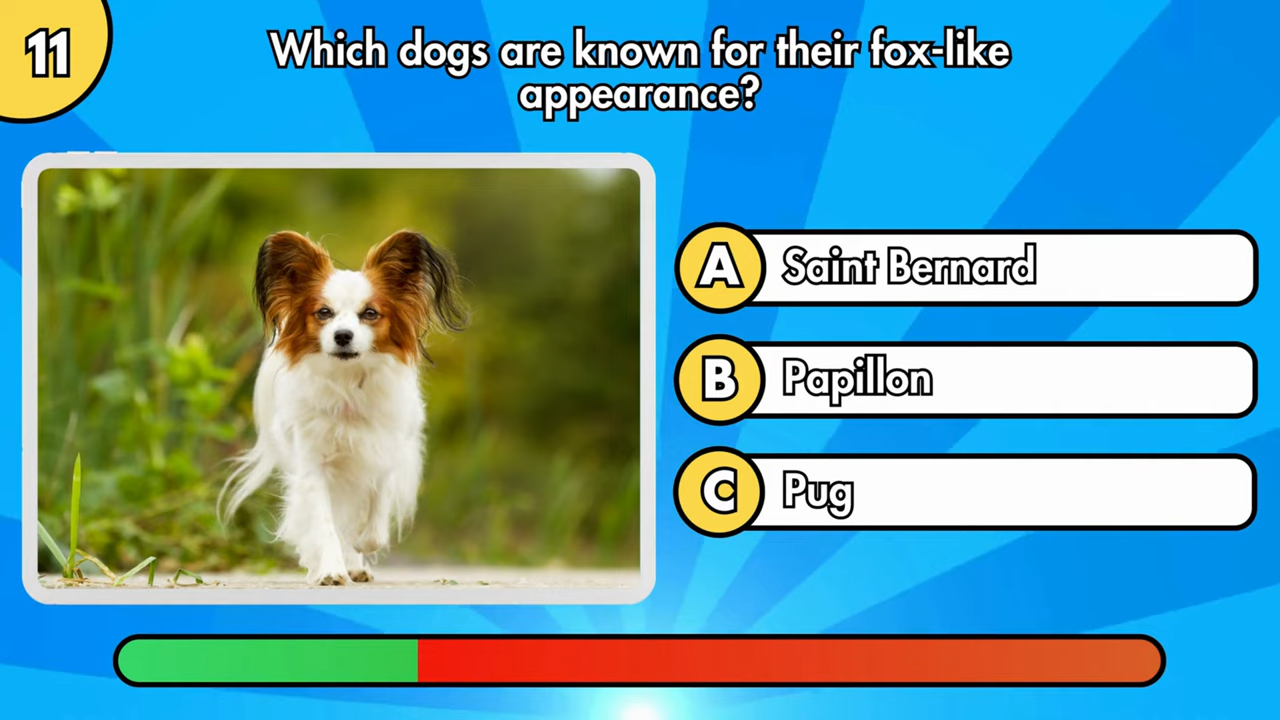 11
Which dogs are known for their fox-like
appearance?
A Saint Bernard
B Papillon
C Pug